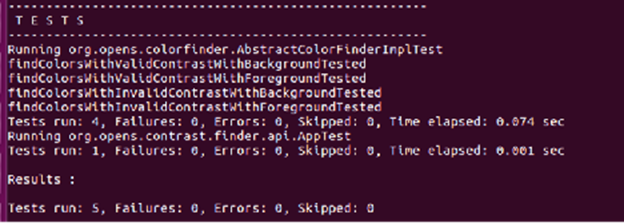 -------------------------------------------------------
T E S T S
-------------------------------------------------------
Running org.opens.colorfinder.AbstractColorFinderImplTest
findColorsWithValidContrastWithBackgroundTested
findColorsWithValidContrastWithForegroundTested
findColorsWithInvalidContrastWithBackgroundTested
findColorsWithInvalidContrastWithForegroundTested
Tests run: 4, Failures: 0, Errors: 0, Skipped: 0, Time elapsed: 0.074 sec
Running org.opens.contrast.finder.api.AppTest
Tests run: 1, Failures: 0, Errors: 0, Skipped: 0, Time elapsed: 0.001 sec
Results :
Tests run: 5, Failures: 0, Errors: 0, Skipped: 0